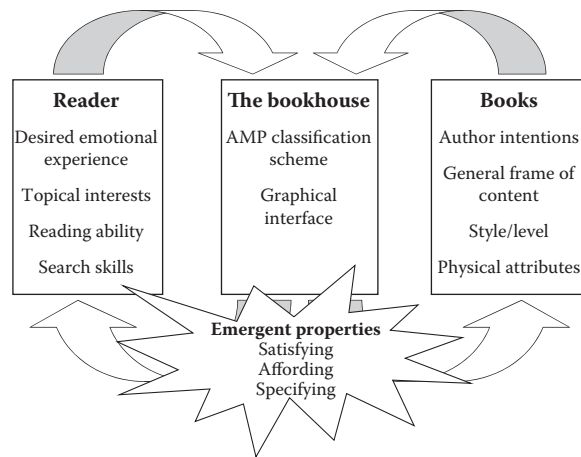 Reader
Desired emotional
experience
Topical interests
Reading ability
Search skills
The bookhouse
AMP classification
scheme
Graphical
interface
Books
Author intentions
General frame of
content
Style/level
Physical attributes
Emergent properties
Satisfying
Affording
Specifying